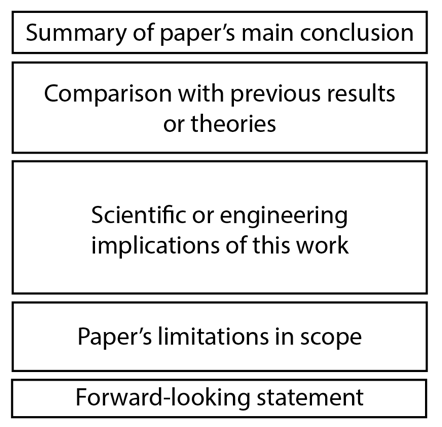 Summary of paper's main conclusion
Comparison with previous results
or theories
Scientific or engineering
implications of this work
Paper's limitations in scope
Forward-looking statement